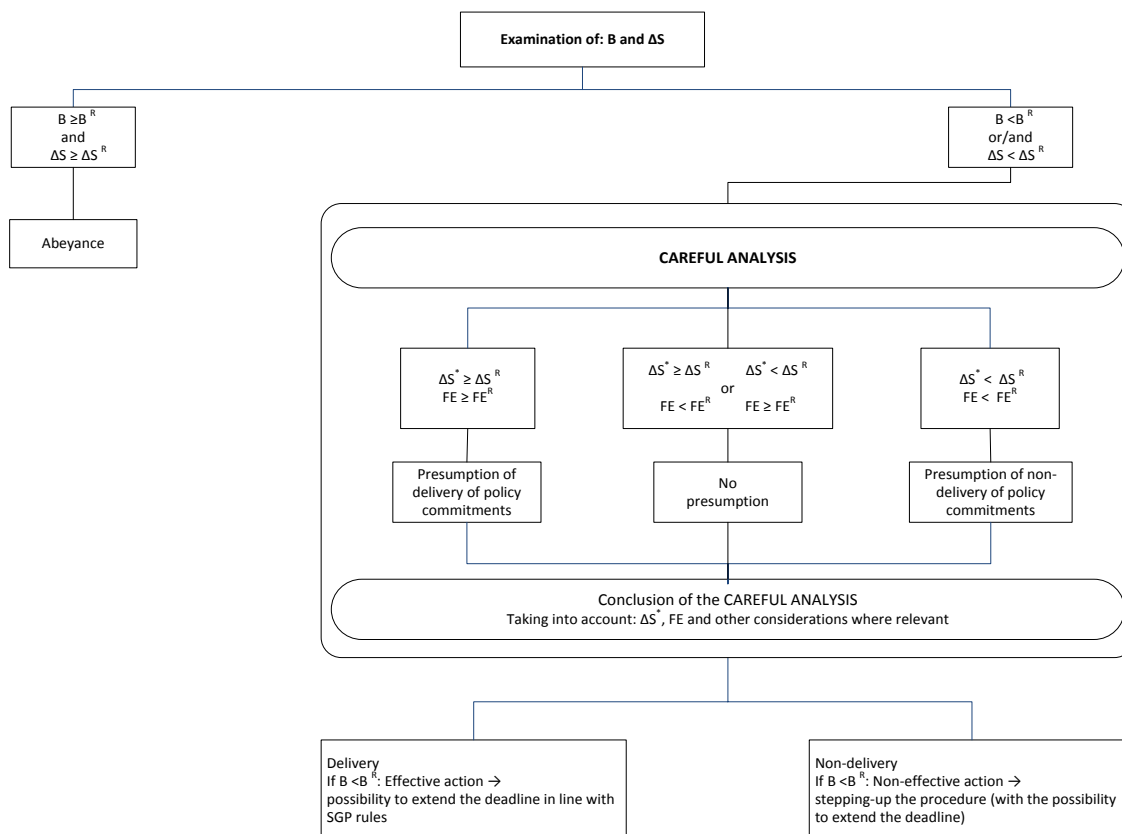 Examination of: B and ΔS
B ≥B R
and
ΔS ≥ ΔS R
B <B R
or/and
ΔS < ΔS R
Abeyance
CAREFUL ANALYSIS
ΔS* ≥ ΔS R
FE ≥ FE R
ΔS* ≥ ΔS R ΔS* < ΔS R
or
FE < FE R FE ≥ FE R
ΔS* < ΔS R
FE < FE R
Presumption of
delivery of policy
commitments
No
presumption
Presumption of non-
delivery of policy
commitments
Conclusion of the CAREFUL ANALYSIS
Taking into account: ΔS*, FE and other considerations where relevant
Delivery
If B <B R: Effective action →
possibility to extend the deadline in line with
SGP rules
Non-delivery
If B <B R: Non-effective action →
stepping-up the procedure (with the possibility
to extend the deadline)